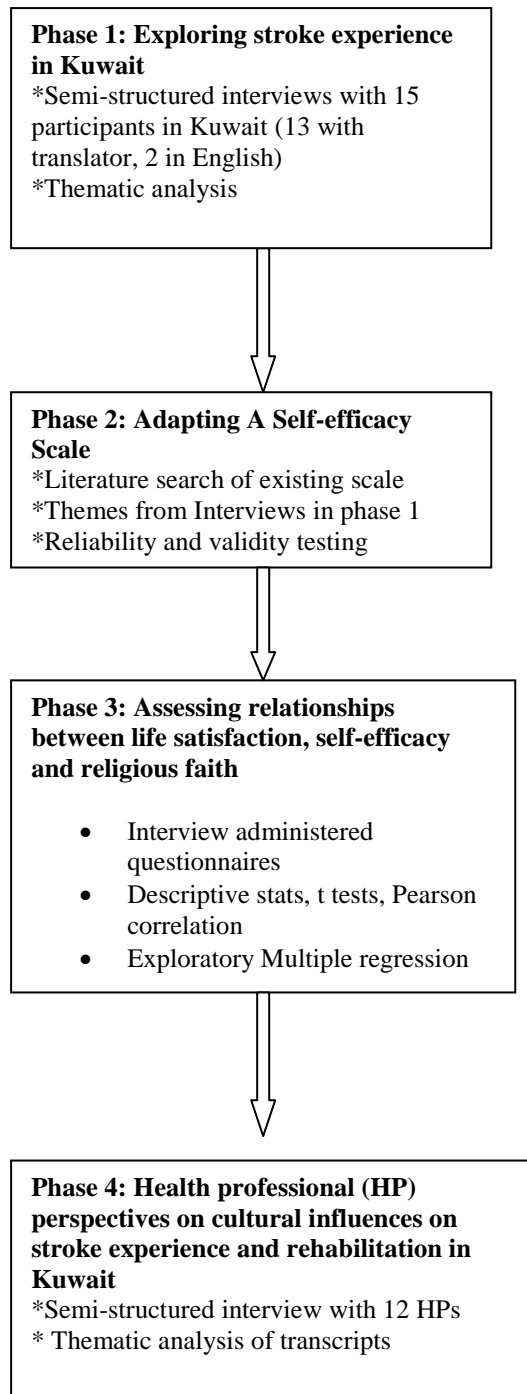 Phase 1: Exploring stroke experience
in Kuwait
*Semi-structured interviews with 15
participants in Kuwait (13 with
translator, 2 in English)
*Thematic analysis
Phase 2: Adapting A Self-efficacy
Scale
*Literature search of existing scale
*Themes from Interviews in phase 1
*Reliability and validity testing
Phase 3: Assessing relationships
between life satisfaction, self-efficacy
and religious faith
• Interview administered
questionnaires
• Descriptive stats, t tests, Pearson
correlation
• Exploratory Multiple regression
Phase 4: Health professional (HP)
perspectives on cultural influences on
stroke experience and rehabilitation in
Kuwait
*Semi-structured interview with 12 HPs
* Thematic analysis of transcripts